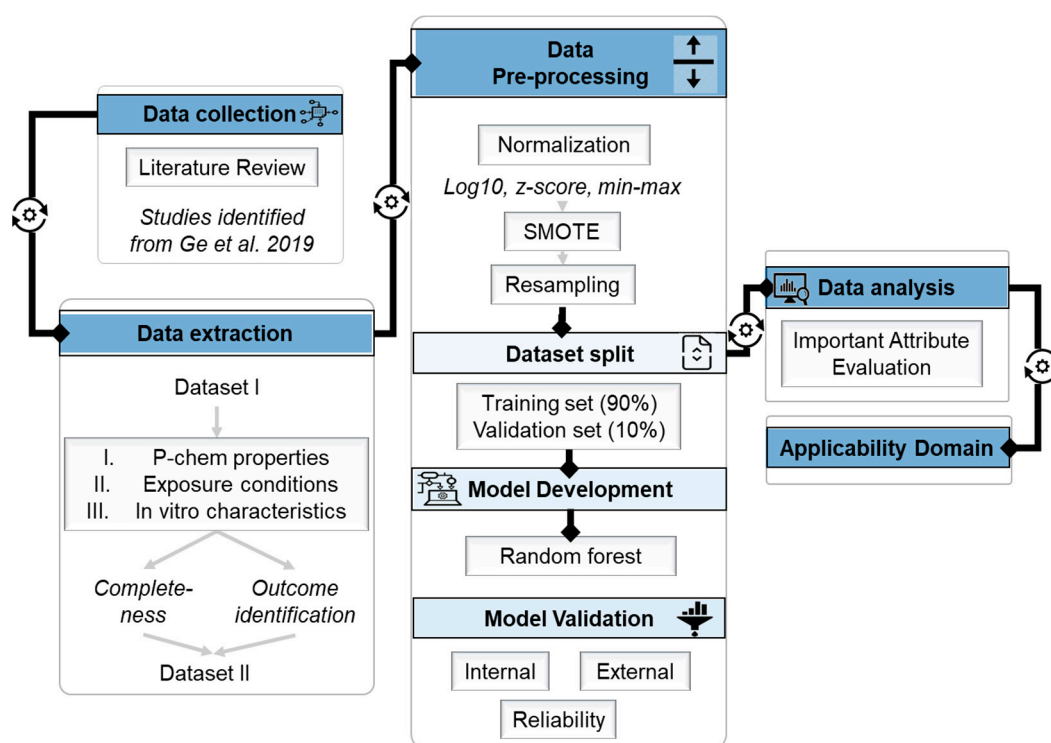 Data collection
Literature Review
Studies identified
from Ge et al. 2019
Data extraction
Dataset I
I. P-chem properties
II. Exposure conditions
III. In vitro characteristics
Complete-
ness
Outcome
identification
Dataset II
Data
Pre-processing
Normalization
Log10, z-score, min-max
SMOTE
Resampling
Dataset split
Training set (90%)
Validation set (10%)
Model Development
Random forest
Model Validation
Internal
External
Reliability
Data analysis
Important Attribute
Evaluation
Applicability Domain